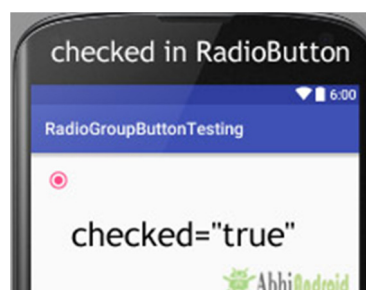 checked in RadioButton
6:00
RadioGroupButtonTesting
checked="true"
AbhiAndroid